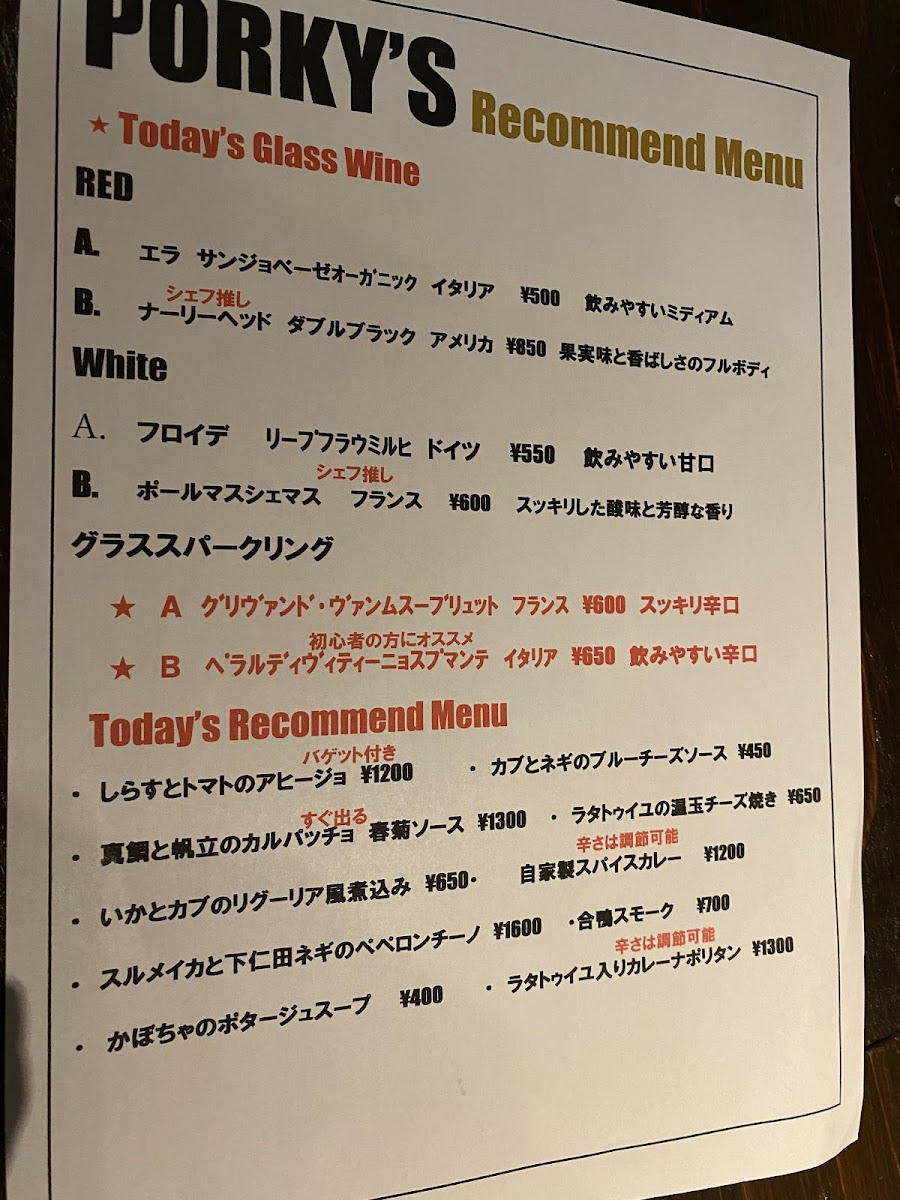 PORKY'S Recommend Menu
★ Today's Glass Wine
RED
A. エラ サンジョベーゼオーガニック イタリア ¥500 飲みやすいミディアム
シェフ推し
B. ナーリーヘッド ダブルブラック アメリカ ¥850 果実味と香ばしさのフルボディ
White
A. フロイデ リープフラウミルヒ ドイツ ¥550 飲みやすい甘口
シェフ推し
B. ポールマスシェマス フランス ¥600 スッキリした酸味と芳醇な香り
グラススパークリング
★ A グリヴァンド・ヴァンムスーブリュット フランス ¥600 スッキリ辛口
初心者の方にオススメ
★ B ペラルディヴィティーニョスプマンテ イタリア ¥650 飲みやすい辛口
Today's Recommend Menu
バゲット付き
・ しらすとトマトのアヒージョ ¥1200 ・ カブとネギのブルーチーズソース ¥450
すぐ出る
・ 真鯛と帆立のカルパッチョ 春菊ソース ¥1300 ・ ラタトゥイユの温玉チーズ焼き ¥650
辛さは調節可能
・ いかとカブのリグーリア風煮込み ¥650・ 自家製スパイスカレー ¥1200
・ スルメイカと下仁田ネギのペペロンチーノ ¥1600 ・合鴨スモーク ¥700
辛さは調節可能
・ かぼちゃのポタージュスープ ¥400 ・ ラタトゥイユ入りカレーナポリタン ¥1300